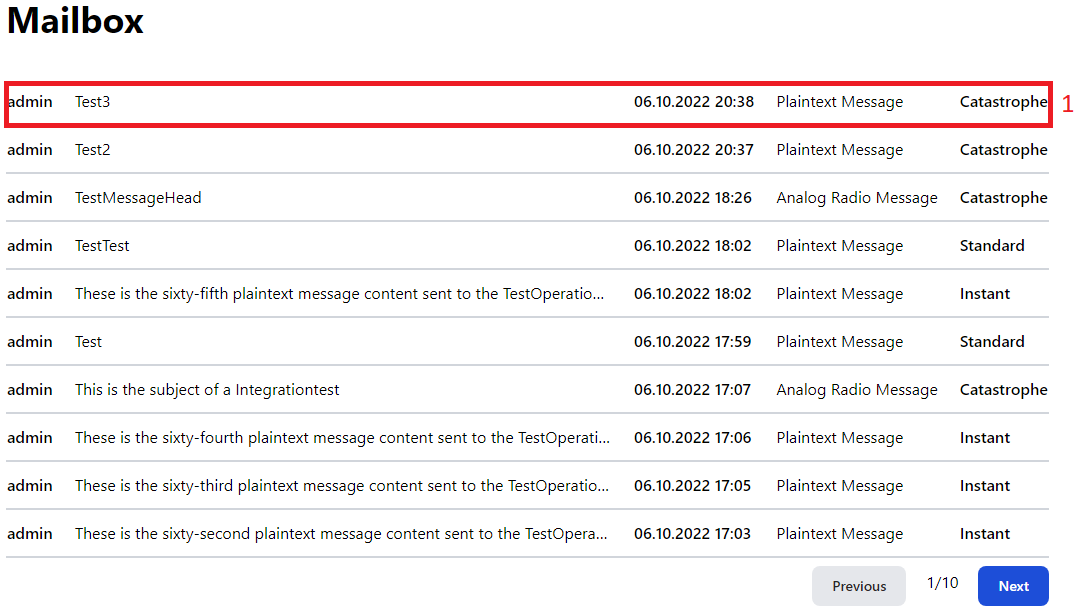 Mailbox
admin Test3 06.10.2022 20:38 Plaintext Message Catastrophe 1
admin Test2 06.10.2022 20:37 Plaintext Message Catastrophe
admin TestMessageHead 06.10.2022 18:26 Analog Radio Message Catastrophe
admin TestTest 06.10.2022 18:02 Plaintext Message Standard
admin These is the sixty-fifth plaintext message content sent to the TestOperatio... 06.10.2022 18:02 Plaintext Message Instant
admin Test 06.10.2022 17:59 Plaintext Message Standard
admin This is the subject of a Integrationtest 06.10.2022 17:07 Analog Radio Message Catastrophe
admin These is the sixty-fourth plaintext message content sent to the TestOperati... 06.10.2022 17:06 Plaintext Message Instant
admin These is the sixty-third plaintext message content sent to the TestOperatio... 06.10.2022 17:05 Plaintext Message Instant
admin These is the sixty-second plaintext message content sent to the TestOpera... 06.10.2022 17:03 Plaintext Message Instant
Previous 1/10 Next